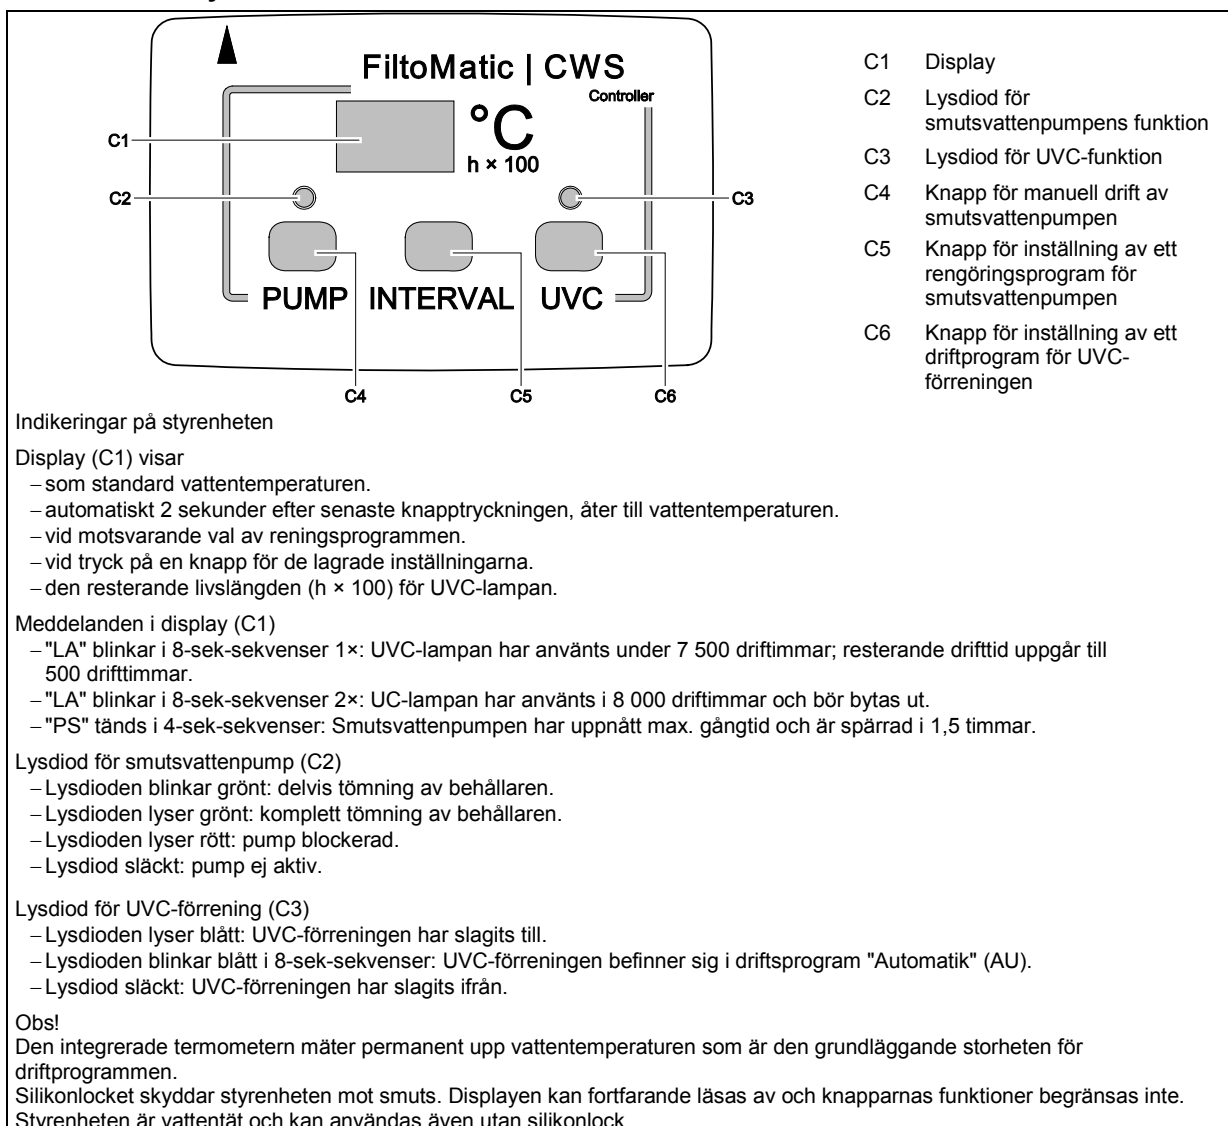 FiltoMatic | CWS
Controller
°C
h × 100
C1
C2
C3
PUMP INTERVAL UVC
C4
C5
C6
C1 Display
C2 Lysdiod för
smutsvattenpumpens funktion
C3 Lysdiod för UVC-funktion
C4 Knapp för manuell drift av
smutsvattenpumpen
C5 Knapp för inställning av ett
rengöringsprogram för
smutsvattenpumpen
C6 Knapp för inställning av ett
driftprogram för UVC-
förreningen
Indikeringar på styrenheten
Display (C1) visar
– som standard vattentemperaturen.
– automatiskt 2 sekunder efter senaste knapptryckningen, åter till vattentemperaturen.
– vid motsvarande val av reningsprogrammen.
– vid tryck på en knapp för de lagrade inställningarna.
– den resterande livslängden (h × 100) för UVC-lampan.
Meddelanden i display (C1)
– "LA" blinkar i 8-sek-sekvenser 1×: UVC-lampan har använts under 7 500 driftimmar; resterande drifttid uppgår till
500 drifttimmar.
– "LA" blinkar i 8-sek-sekvenser 2×: UC-lampan har använts i 8 000 driftimmar och bör bytas ut.
– "PS" tänds i 4-sek-sekvenser: Smutsvattenpumpen har uppnått max. gångtid och är spärrad i 1,5 timmar.
Lysdiod för smutsvattenpump (C2)
– Lysdioden blinkar grönt: delvis tömning av behållaren.
– Lysdioden lyser grönt: komplett tömning av behållaren.
– Lysdioden lyser rött: pump blockerad.
– Lysdiod släckt: pump ej aktiv.
Lysdiod för UVC-förrening (C3)
– Lysdioden lyser blått: UVC-förreningen har slagits till.
– Lysdioden blinkar blått i 8-sek-sekvenser: UVC-förreningen befinner sig i driftsprogram "Automatik" (AU).
– Lysdiod släckt: UVC-förreningen har slagits ifrån.
Obs!
Den integrerade termometern mäter permanent upp vattentemperaturen som är den grundläggande storheten för
driftprogrammen.
Silikonlocket skyddar styrenheten mot smuts. Displayen kan fortfarande läsas av och knapparnas funktioner begränsas inte.
Styrenheten är vattentät och kan användas även utan silikonlock